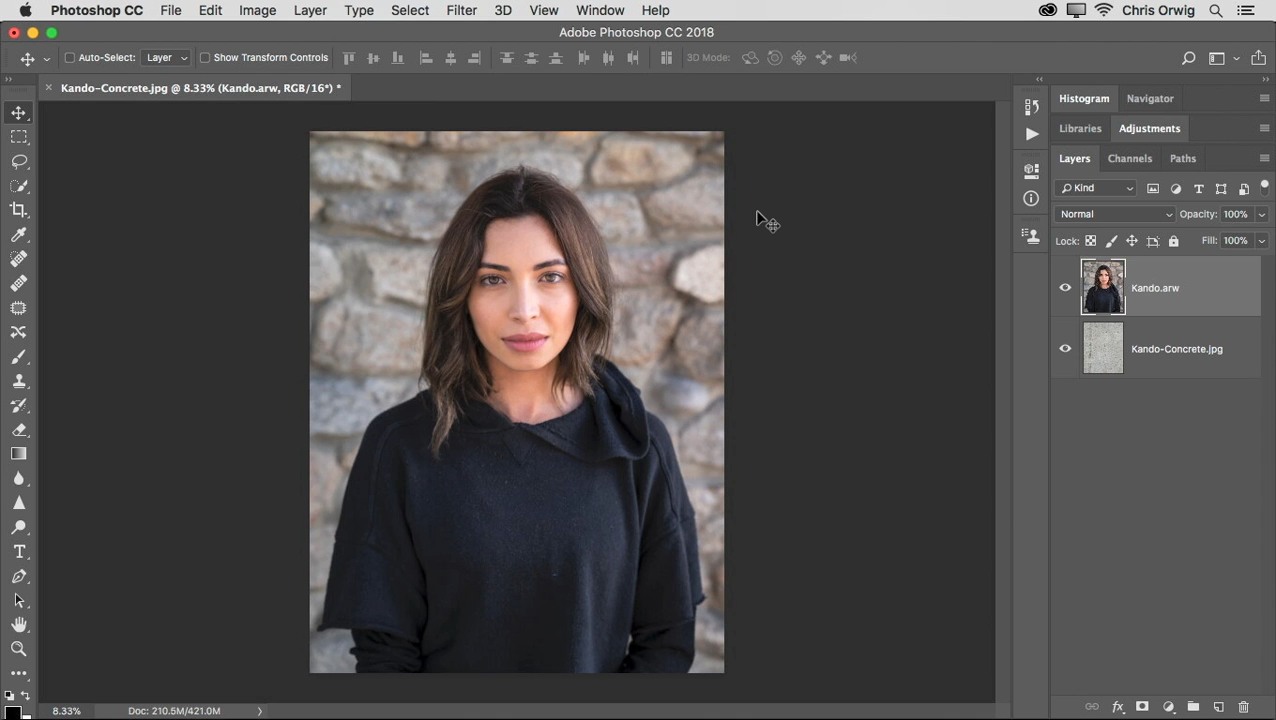 Photoshop CC File Edit Image Layer Type Select Filter 3D View Window Help Chris Orwig
Adobe Photoshop CC 2018
Auto-Select: Layer Show Transform Controls 3D Mode:
Kando-Concrete.jpg @ 8.33% (Kando.arw, RGB/16*) *
Histogram Navigator
Libraries Adjustments
Layers Channels Paths
Kind
Normal Opacity: 100%
Lock: Fill: 100%
Kando.arw
Kando-Concrete.jpg
8.33% Doc: 210.5M/421.0M